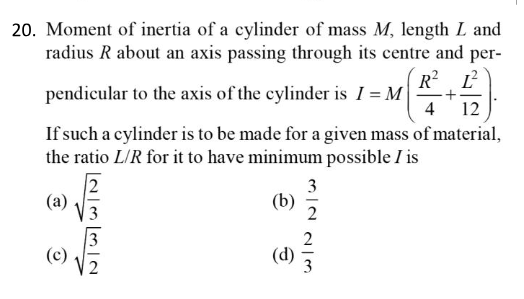 20. Moment of inertia of a cylinder of mass M, length L and
radius R about an axis passing through its centre and per-
pendicular to the axis of the cylinder is I = M(R²/4 + L²/12).
If such a cylinder is to be made for a given mass of material,
the ratio L/R for it to have minimum possible I is
(a) √(2/3) (b) 3/2
(c) √(3/2) (d) 2/3